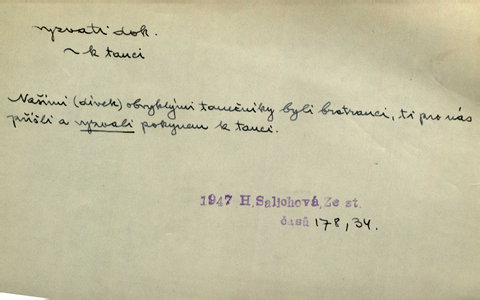 vyzvati dok.
~ k tanci
Našimi (dívek) obvyklými tanečníky byli bratranci, ti pro nás
přišli a vyzvali pokynem k tanci.
1947 H. Salichová, Ze st.
časů 178, 34.